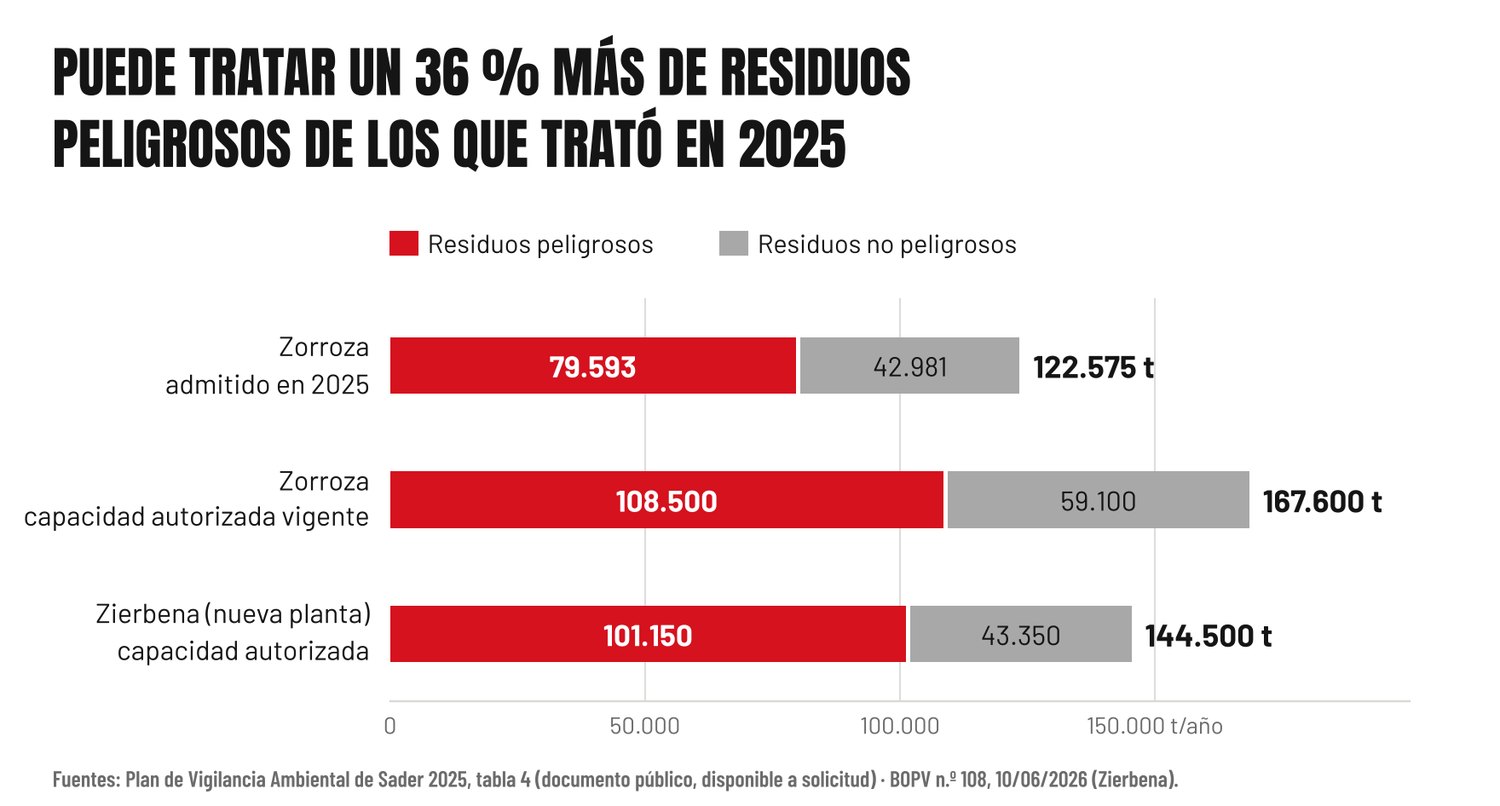 PUEDE TRATAR UN 36 % MÁS DE RESIDUOS
PELIGROSOS DE LOS QUE TRATÓ EN 2025
Residuos peligrosos
Residuos no peligrosos
Zorroza
admitido en 2025
79.593
42.981
122.575 t
Zorroza
capacidad autorizada vigente
108.500
59.100
167.600 t
Zierbena (nueva planta)
capacidad autorizada
101.150
43.350
144.500 t
0
50.000
100.000
150.000 t/año
Fuentes: Plan de Vigilancia Ambiental de Sader 2025, tabla 4 (documento público, disponible a solicitud) · BOPV n.º 108, 10/06/2026 (Zierbena).